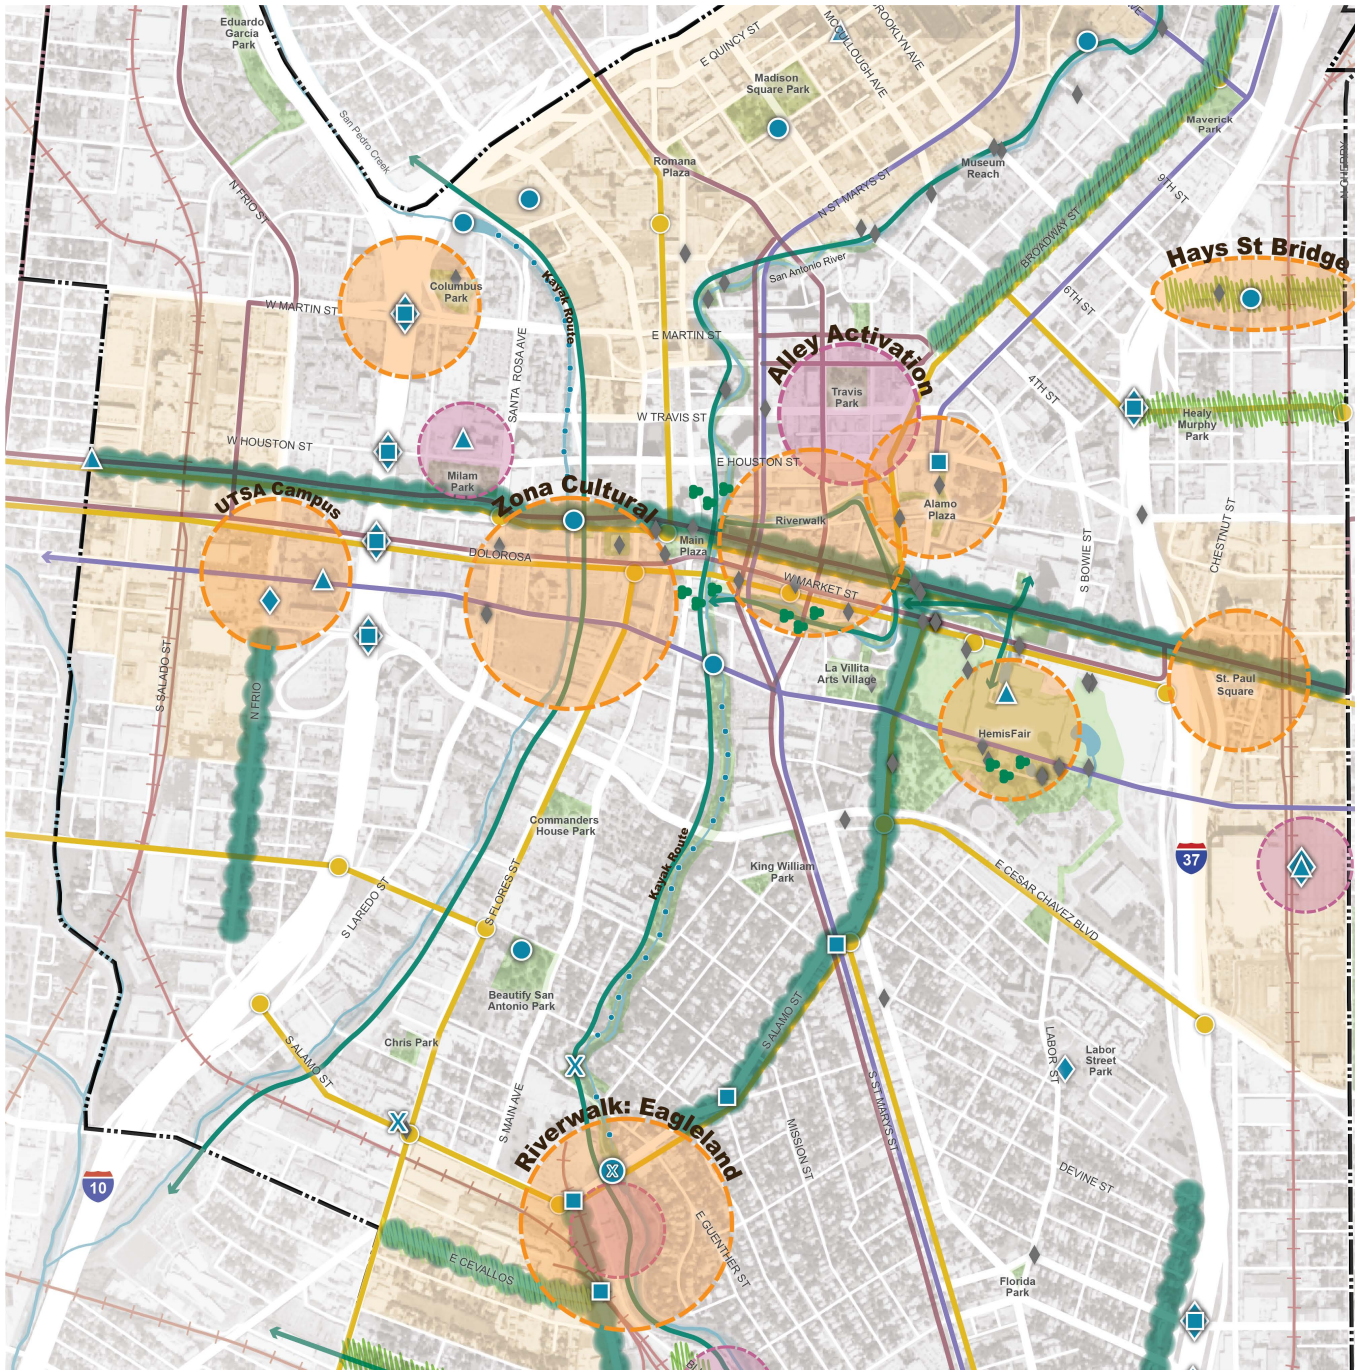 Eduardo
Garcia
Park
E QUINCY ST
MCCULLOUGH AVE
BROOKLYN AVE
AVE
Madison
Square Park
San Pedro Creek
Romana
Plaza
Museum
Reach
Maverick
Park
N CHERRY
9TH ST
N FRIO ST
N ST MARYS ST
BROADWAY ST
Hays St Bridge
San Antonio River
Kayak Route
Columbus
Park
W MARTIN ST
6TH ST
E MARTIN ST
SANTA ROSA AVE
Alley Activation
Travis
Park
4TH ST
W TRAVIS ST
Healy
Murphy
Park
W HOUSTON ST
E HOUSTON ST
Milam
Park
UTSA Campus
Zona Cultural
Alamo
Plaza
Riverwalk
Main
Plaza
CHESTNUT ST
S BOWIE ST
DOLOROSA
W MARKET ST
S SALADO ST
N FRIO
La Villita
Arts Village
St. Paul
Square
HemisFair
Commanders
House Park
Kayak Route
King William
Park
37
E CESAR CHAVEZ BLVD
S LAREDO ST
S FLORES ST
Beautify San
Antonio Park
S ALAMO ST
Chris Park
S ALAMO ST
LABOR ST
Labor
Street
Park
X
S MAIN AVE
S ST MARYS ST
X
Riverwalk: Eagleland
MISSION ST
10
X
DEVINE ST
E GUENTHER ST
E CEVALLOS
Florida
Park